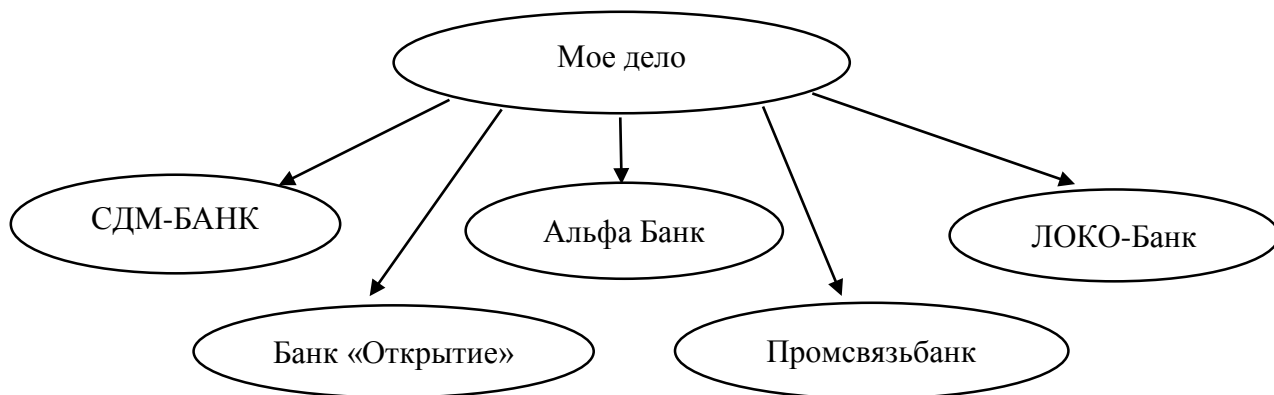 Мое дело
СДМ-БАНК
Альфа Банк
ЛОКО-Банк
Банк «Открытие»
Промсвязьбанк